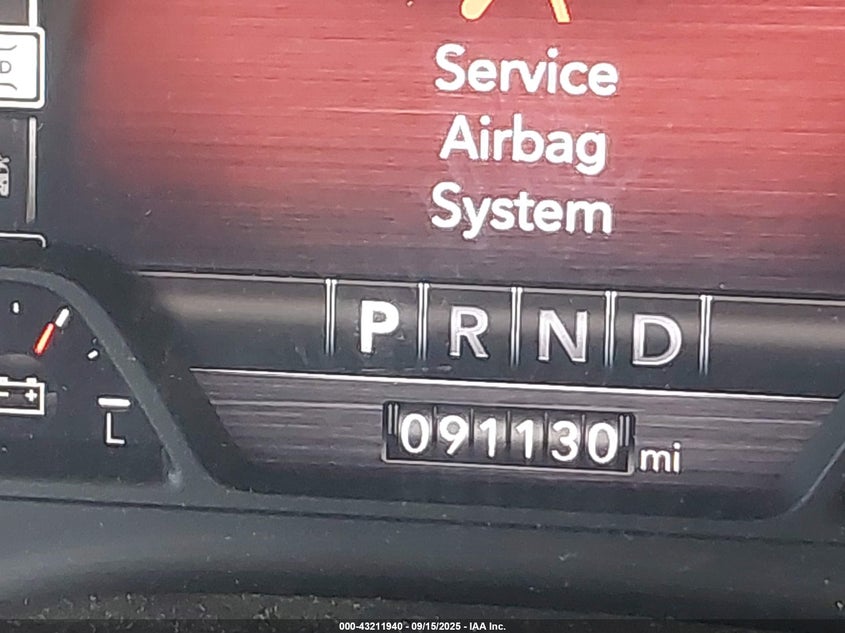 Service
Airbag
System
P R N D
091130 mi
L
000-43211940 - 09/15/2025 - IAA Inc.